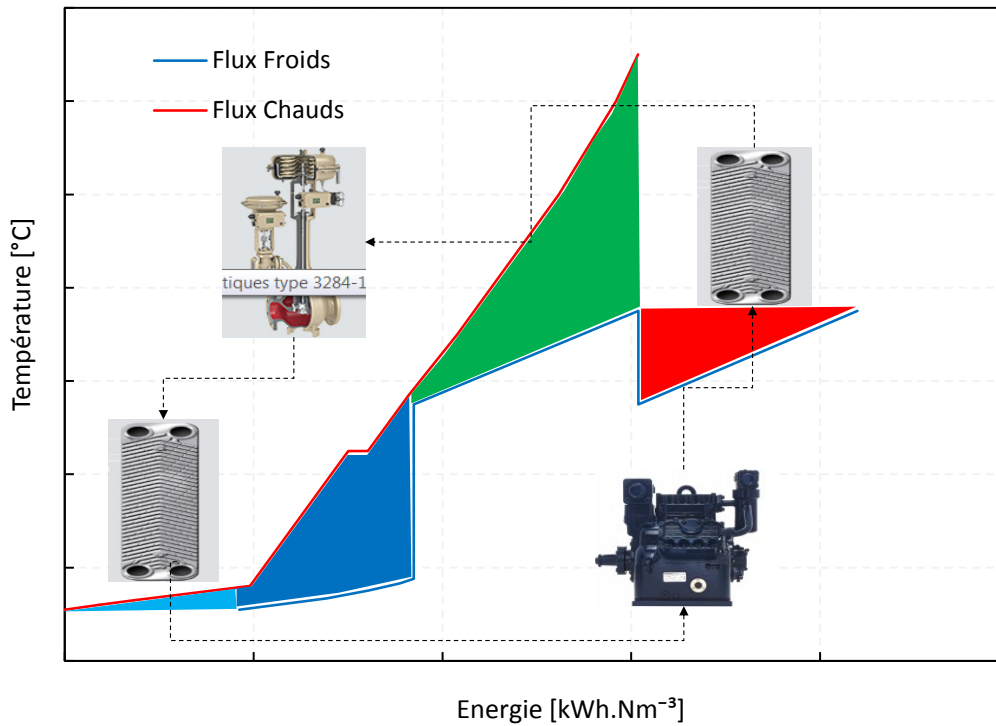 Flux Froids
Flux Chauds
tiques type 3284-1
Température [°C]
Energie [kWh.Nm⁻³]